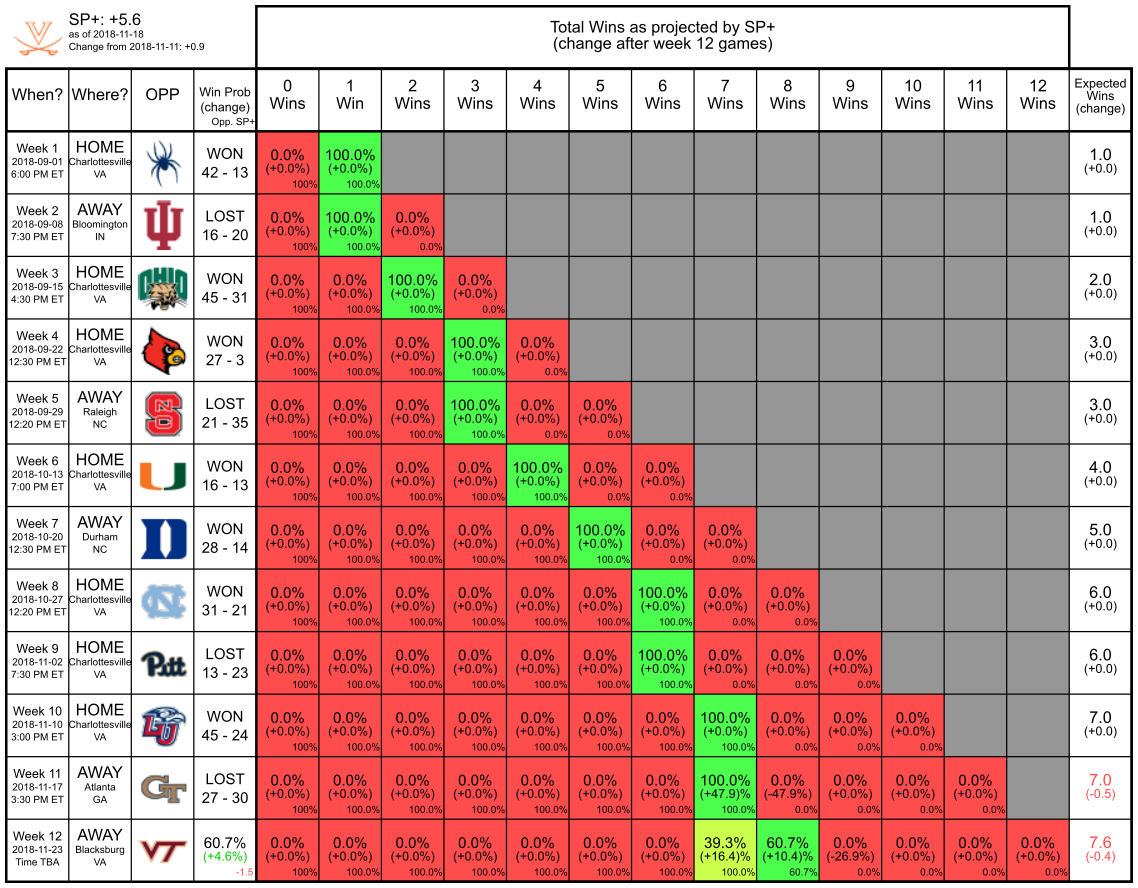 SP+: +5.6
as of 2018-11-18
Change from 2018-11-11: +0.9
Total Wins as projected by SP+
(change after week 12 games)
When? Where? OPP Win Prob (change) Opp. SP+ 0 Wins 1 Win 2 Wins 3 Wins 4 Wins 5 Wins 6 Wins 7 Wins 8 Wins 9 Wins 10 Wins 11 Wins 12 Wins Expected Wins (change)
Week 1 HOME WON 0.0% 100.0% 1.0
2018-09-01 Charlottesville 42 - 13 (+0.0%) (+0.0%) (+0.0)
6:00 PM ET VA 100% 100.0%
Week 2 AWAY LOST 0.0% 100.0% 0.0% 1.0
2018-09-08 Bloomington 16 - 20 (+0.0%) (+0.0%) (+0.0%) (+0.0)
7:30 PM ET IN 100% 100.0% 0.0%
Week 3 HOME OHIO WON 0.0% 0.0% 100.0% 0.0% 2.0
2018-09-15 Charlottesville 45 - 31 (+0.0%) (+0.0%) (+0.0%) (+0.0%) (+0.0)
4:30 PM ET VA 100% 100.0% 100.0% 0.0%
Week 4 HOME WON 0.0% 0.0% 0.0% 100.0% 0.0% 3.0
2018-09-22 Charlottesville 27 - 3 (+0.0%) (+0.0%) (+0.0%) (+0.0%) (+0.0%) (+0.0)
12:30 PM ET VA 100% 100.0% 100.0% 100.0% 0.0%
Week 5 AWAY S LOST 0.0% 0.0% 0.0% 100.0% 0.0% 0.0% 3.0
2018-09-29 Raleigh 21 - 35 (+0.0%) (+0.0%) (+0.0%) (+0.0%) (+0.0%) (+0.0%) (+0.0)
12:20 PM ET NC 100% 100.0% 100.0% 100.0% 0.0% 0.0%
Week 6 HOME U WON 0.0% 0.0% 0.0% 0.0% 100.0% 0.0% 0.0% 4.0
2018-10-13 Charlottesville 16 - 13 (+0.0%) (+0.0%) (+0.0%) (+0.0%) (+0.0%) (+0.0%) (+0.0%) (+0.0)
7:00 PM ET VA 100% 100.0% 100.0% 100.0% 100.0% 0.0% 0.0%
Week 7 AWAY D WON 0.0% 0.0% 0.0% 0.0% 0.0% 100.0% 0.0% 0.0% 5.0
2018-10-20 Durham 28 - 14 (+0.0%) (+0.0%) (+0.0%) (+0.0%) (+0.0%) (+0.0%) (+0.0%) (+0.0%) (+0.0)
12:30 PM ET NC 100% 100.0% 100.0% 100.0% 100.0% 100.0% 0.0% 0.0%
Week 8 HOME NC WON 0.0% 0.0% 0.0% 0.0% 0.0% 0.0% 100.0% 0.0% 0.0% 6.0
2018-10-27 Charlottesville 31 - 21 (+0.0%) (+0.0%) (+0.0%) (+0.0%) (+0.0%) (+0.0%) (+0.0%) (+0.0%) (+0.0%) (+0.0)
12:20 PM ET VA 100% 100.0% 100.0% 100.0% 100.0% 100.0% 100.0% 0.0% 0.0%
Week 9 HOME Pitt LOST 0.0% 0.0% 0.0% 0.0% 0.0% 0.0% 100.0% 0.0% 0.0% 0.0% 6.0
2018-11-02 Charlottesville 13 - 23 (+0.0%) (+0.0%) (+0.0%) (+0.0%) (+0.0%) (+0.0%) (+0.0%) (+0.0%) (+0.0%) (+0.0%) (+0.0)
7:30 PM ET VA 100% 100.0% 100.0% 100.0% 100.0% 100.0% 100.0% 0.0% 0.0% 0.0%
Week 10 HOME LU WON 0.0% 0.0% 0.0% 0.0% 0.0% 0.0% 0.0% 100.0% 0.0% 0.0% 0.0% 7.0
2018-11-10 Charlottesville 45 - 24 (+0.0%) (+0.0%) (+0.0%) (+0.0%) (+0.0%) (+0.0%) (+0.0%) (+0.0%) (+0.0%) (+0.0%) (+0.0%) (+0.0)
3:00 PM ET VA 100% 100.0% 100.0% 100.0% 100.0% 100.0% 100.0% 100.0% 0.0% 0.0% 0.0%
Week 11 AWAY GT LOST 0.0% 0.0% 0.0% 0.0% 0.0% 0.0% 0.0% 100.0% 0.0% 0.0% 0.0% 0.0% 7.0
2018-11-17 Atlanta 27 - 30 (+0.0%) (+0.0%) (+0.0%) (+0.0%) (+0.0%) (+0.0%) (+0.0%) (+47.9)% (-47.9%) (+0.0%) (+0.0%) (+0.0%) (-0.5)
3:30 PM ET GA 100% 100.0% 100.0% 100.0% 100.0% 100.0% 100.0% 100.0% 0.0% 0.0% 0.0% 0.0%
Week 12 AWAY VT 60.7% 0.0% 0.0% 0.0% 0.0% 0.0% 0.0% 0.0% 39.3% 60.7% 0.0% 0.0% 0.0% 0.0% 7.6
2018-11-23 Blacksburg (+4.6%) (+0.0%) (+0.0%) (+0.0%) (+0.0%) (+0.0%) (+0.0%) (+0.0%) (+16.4)% (+10.4)% (-26.9%) (+0.0%) (+0.0%) (+0.0%) (-0.4)
Time TBA VA -1.5 100% 100.0% 100.0% 100.0% 100.0% 100.0% 100.0% 100.0% 60.7% 0.0% 0.0% 0.0% 0.0%